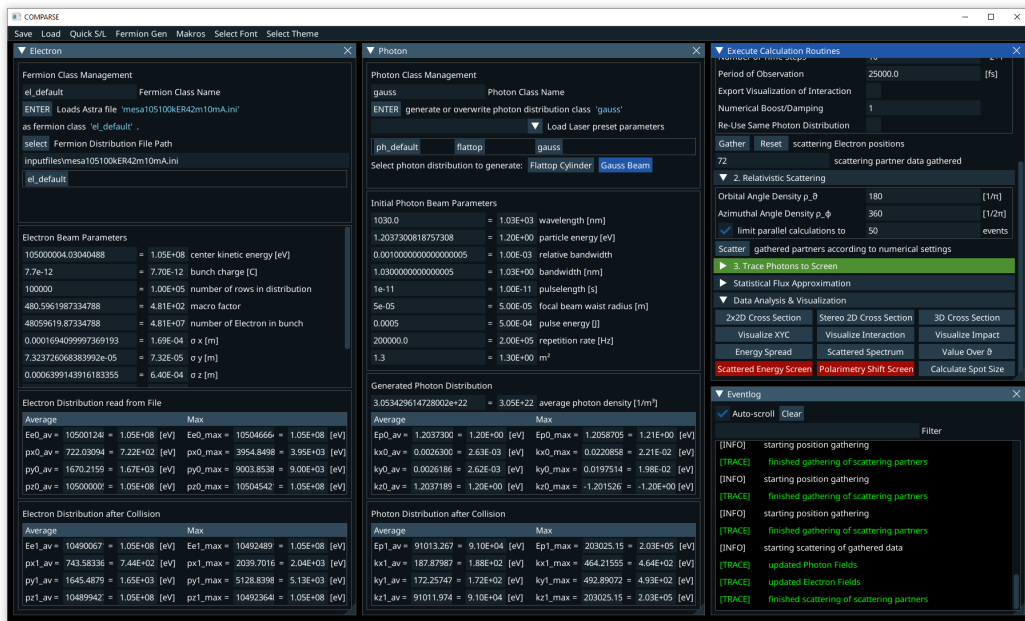 COMPARSE
Save Load Quick S/L Fermion Gen Makros Select Font Select Theme
Electron
Fermion Class Management
el_default Fermion Class Name
ENTER Loads Astra file 'mesa105100kER42m10mA.ini'
as fermion class 'el_default' .
select Fermion Distribution File Path
inputfiles\mesa105100kER42m10mA.ini
el_default
Electron Beam Parameters
105000004.03040488 = 1.05E+08 center kinetic energy [eV]
7.7e-12 = 7.70E-12 bunch charge [C]
100000 = 1.00E+05 number of rows in distribution
480.5961987334788 = 4.81E+02 macro factor
48059619.87334788 = 4.81E+07 number of Electron in bunch
0.0001694099997369193 = 1.69E-04 σ x [m]
7.323726068383992e-05 = 7.32E-05 σ y [m]
0.0006399143916183355 = 6.40E-04 σ z [m]
Electron Distribution read from File
Average Max
Ee0_av = 10500124 = 1.05E+08 [eV] Ee0_max = 10504666 = 1.05E+08 [eV]
px0_av = 722.03094 = 7.22E+02 [eV] px0_max = 3954.8498 = 3.95E+03 [eV]
py0_av = 1670.2159 = 1.67E+03 [eV] py0_max = 9003.8538 = 9.00E+03 [eV]
pz0_av = 10500005 = 1.05E+08 [eV] pz0_max = 10504542 = 1.05E+08 [eV]
Electron Distribution after Collision
Average Max
Ee1_av = 10490067 = 1.05E+08 [eV] Ee1_max = 10492489 = 1.05E+08 [eV]
px1_av = 743.58336 = 7.44E+02 [eV] px1_max = 2039.7016 = 2.04E+03 [eV]
py1_av = 1645.4879 = 1.65E+03 [eV] py1_max = 5128.8398 = 5.13E+03 [eV]
pz1_av = 10489942 = 1.05E+08 [eV] pz1_max = 10492364 = 1.05E+08 [eV]
Photon
Photon Class Management
gauss Photon Class Name
ENTER generate or overwrite photon distribution class 'gauss'
Load Laser preset parameters
ph_default flattop gauss
Select photon distribution to generate: Flattop Cylinder Gauss Beam
Initial Photon Beam Parameters
1030.0 = 1.03E+03 wavelength [nm]
1.2037300818757308 = 1.20E+00 particle energy [eV]
0.0010000000000000005 = 1.00E-03 relative bandwidth
1.0300000000000005 = 1.03E+00 bandwidth [nm]
1e-11 = 1.00E-11 pulselength [s]
5e-05 = 5.00E-05 focal beam waist radius [m]
0.0005 = 5.00E-04 pulse energy [J]
200000.0 = 2.00E+05 repetition rate [Hz]
1.3 = 1.30E+00 m²
Generated Photon Distribution
3.053429614728002e+22 = 3.05E+22 average photon density [1/m³]
Average Max
Ep0_av = 1.2037300 = 1.20E+00 [eV] Ep0_max = 1.2058705 = 1.21E+00 [eV]
kx0_av = 0.0026300 = 2.63E-03 [eV] kx0_max = 0.0220858 = 2.21E-02 [eV]
ky0_av = 0.0026186 = 2.62E-03 [eV] ky0_max = 0.0197514 = 1.98E-02 [eV]
kz0_av = 1.2037189 = 1.20E+00 [eV] kz0_max = -1.201526 = -1.20E+00 [eV]
Photon Distribution after Collision
Average Max
Ep1_av = 91013.267 = 9.10E+04 [eV] Ep1_max = 203025.15 = 2.03E+05 [eV]
kx1_av = 187.87987 = 1.88E+02 [eV] kx1_max = 464.21555 = 4.64E+02 [eV]
ky1_av = 172.25747 = 1.72E+02 [eV] ky1_max = 492.89072 = 4.93E+02 [eV]
kz1_av = 91011.974 = 9.10E+04 [eV] kz1_max = 203025.15 = 2.03E+05 [eV]
Execute Calculation Routines
Period of Observation 25000.0 [fs]
Export Visualization of Interaction
Numerical Boost/Damping 1
Re-Use Same Photon Distribution
Gather Reset scattering Electron positions
72 scattering partner data gathered
2. Relativistic Scattering
Orbital Angle Density ρ_ϑ 180 [1/π]
Azimuthal Angle Density ρ_ϕ 360 [1/2π]
limit parallel calculations to 50 events
Scatter gathered partners according to numerical settings
3. Trace Photons to Screen
Statistical Flux Approximation
Data Analysis & Visualization
2x2D Cross Section Stereo 2D Cross Section 3D Cross Section
Visualize XYC Visualize Interaction Visualize Impact
Energy Spread Scattered Spectrum Value Over ϑ
Scattered Energy Screen Polarimetry Shift Screen Calculate Spot Size
Eventlog
Auto-scroll Clear
Filter
[INFO] starting position gathering
[TRACE] finished gathering of scattering partners
[INFO] starting position gathering
[TRACE] finished gathering of scattering partners
[INFO] starting position gathering
[TRACE] finished gathering of scattering partners
[INFO] starting scattering of gathered data
[TRACE] updated Photon Fields
[TRACE] updated Electron Fields
[TRACE] finished scattering of scattering partners